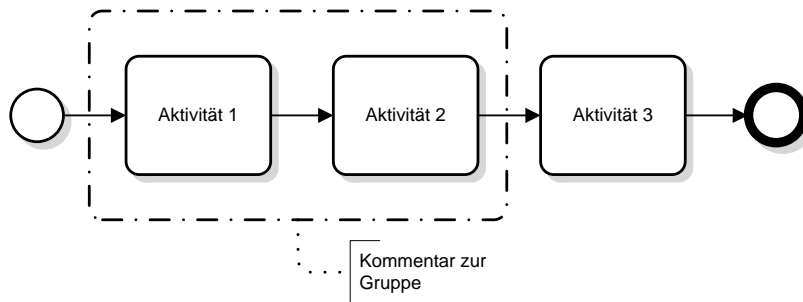 Aktivität 1
Aktivität 2
Aktivität 3
Kommentar zur
Gruppe